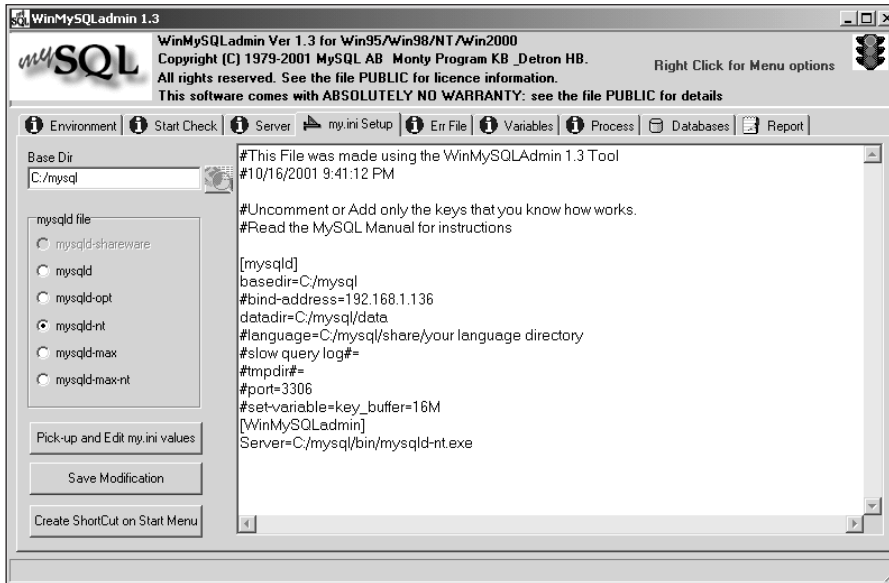 WinMySQLadmin 1.3
mySQL
WinMySQLadmin Ver 1.3 for Win95/Win98/NT/Win2000
Copyright (C) 1979-2001 MySQL AB Monty Program KB _Detron HB.
All rights reserved. See the file PUBLIC for licence information.
This software comes with ABSOLUTELY NO WARRANTY: see the file PUBLIC for details
Right Click for Menu options
Environment Start Check Server my.ini Setup Err File Variables Process Databases Report
Base Dir
C:/mysql
mysqld file
mysqld-shareware
mysqld
mysqld-opt
mysqld-nt
mysqld-max
mysqld-max-nt
Pick-up and Edit my.ini values
Save Modification
Create ShortCut on Start Menu
#This File was made using the WinMySQLAdmin 1.3 Tool
#10/16/2001 9:41:12 PM
#Uncomment or Add only the keys that you know how works.
#Read the MySQL Manual for instructions
[mysqld]
basedir=C:/mysql
#bind-address=192.168.1.136
datadir=C:/mysql/data
#language=C:/mysql/share/your language directory
#slow query log#=
#tmpdir#=
#port=3306
#set-variable=key_buffer=16M
[WinMySQLadmin]
Server=C:/mysql/bin/mysqld-nt.exe